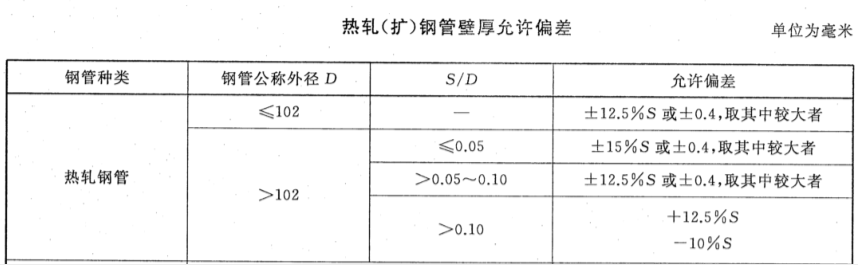 热轧(扩)钢管壁厚允许偏差
单位为毫米
钢管种类 钢管公称外径 D S/D 允许偏差
热轧钢管 ≤102 — ±12.5%S 或±0.4,取其中较大者
>102 ≤0.05 ±15%S 或±0.4,取其中较大者
>0.05~0.10 ±12.5%S 或±0.4,取其中较大者
>0.10 +12.5%S
-10%S